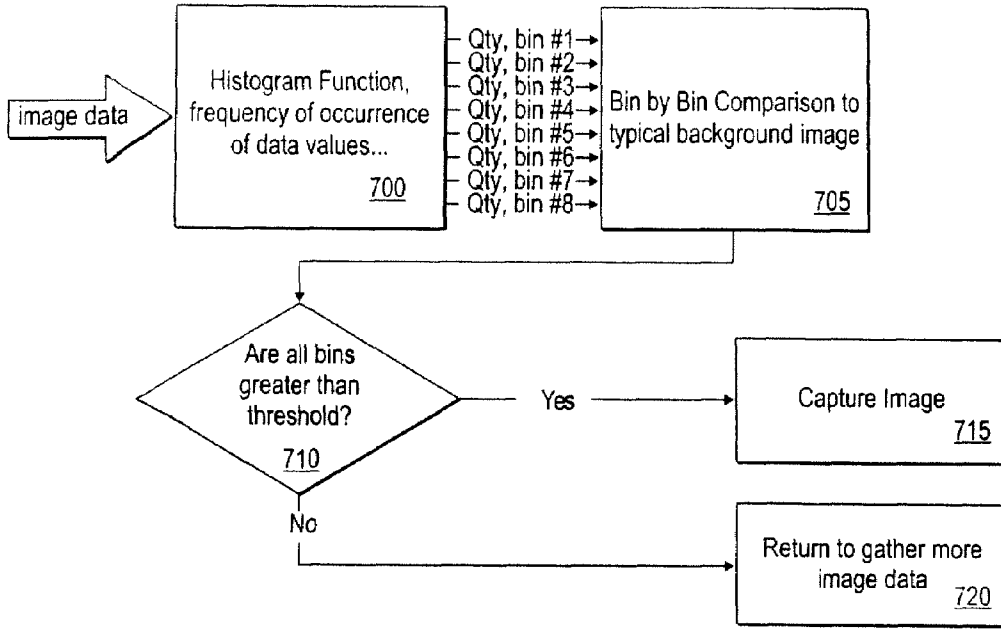 image data
Histogram Function,
frequency of occurrence
of data values...
700
Qty, bin #1
Qty, bin #2
Qty, bin #3
Qty, bin #4
Qty, bin #5
Qty, bin #6
Qty, bin #7
Qty, bin #8
Bin by Bin Comparison to
typical background image
705
Are all bins
greater than
threshold?
710
Yes
Capture Image
715
No
Return to gather more
image data
720